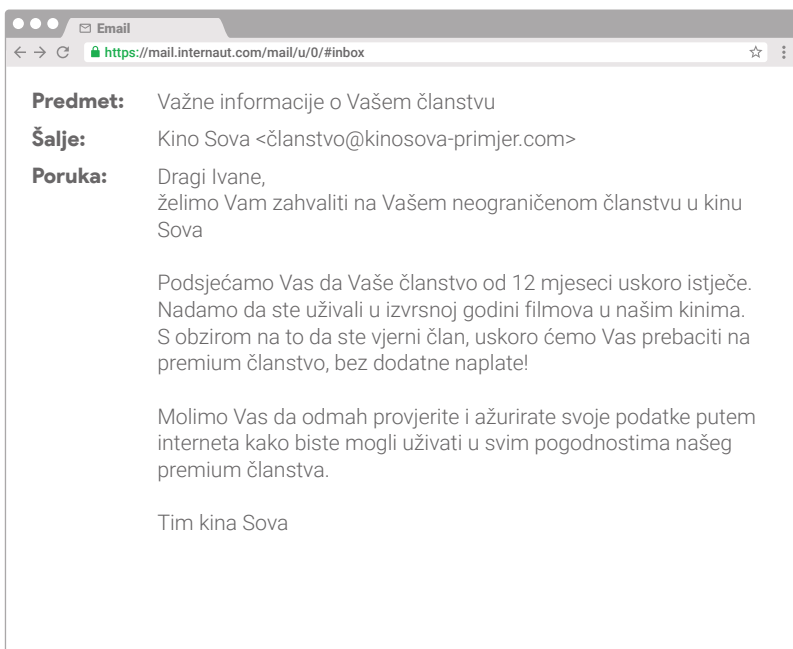 Email
https://mail.internaut.com/mail/u/0/#inbox
Predmet: Važne informacije o Vašem članstvu
Šalje: Kino Sova <članstvo@kinosova-primjer.com>
Poruka: Dragi Ivane,
želimo Vam zahvaliti na Vašem neograničenom članstvu u kinu
Sova
Podsjećamo Vas da Vaše članstvo od 12 mjeseci uskoro istječe.
Nadamo da ste uživali u izvrsnoj godini filmova u našim kinima.
S obzirom na to da ste vjerni član, uskoro ćemo Vas prebaciti na
premium članstvo, bez dodatne naplate!
Molimo Vas da odmah provjerite i ažurirate svoje podatke putem
interneta kako biste mogli uživati u svim pogodnostima našeg
premium članstva.
Tim kina Sova